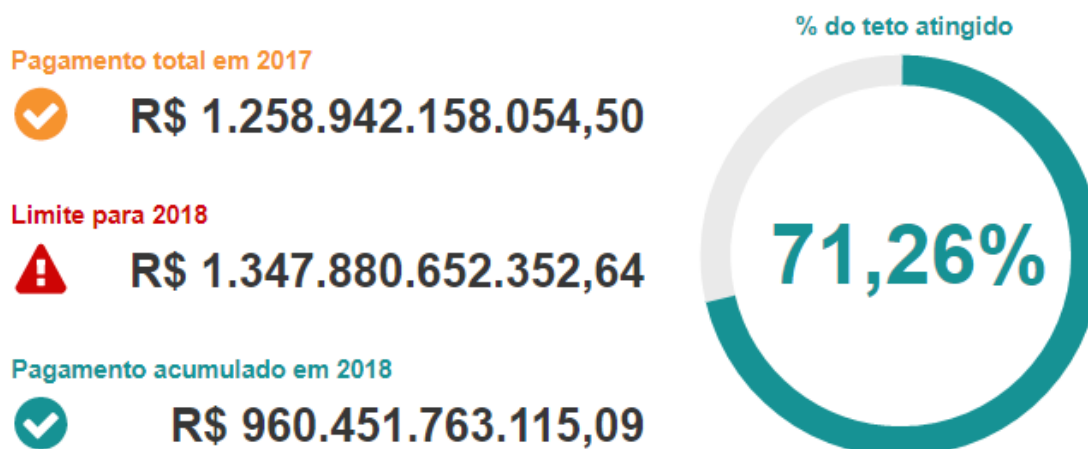 Pagamento total em 2017
R$ 1.258.942.158.054,50
Limite para 2018
R$ 1.347.880.652.352,64
Pagamento acumulado em 2018
R$ 960.451.763.115,09
% do teto atingido
71,26%